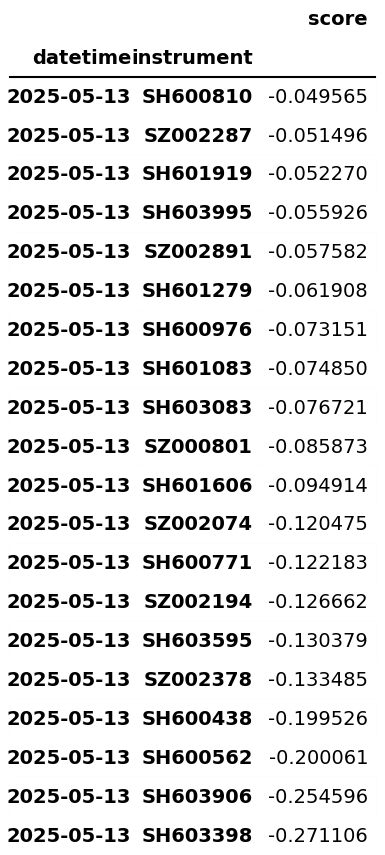 score
datetime instrument
2025-05-13 SH600810 -0.049565
2025-05-13 SZ002287 -0.051496
2025-05-13 SH601919 -0.052270
2025-05-13 SH603995 -0.055926
2025-05-13 SZ002891 -0.057582
2025-05-13 SH601279 -0.061908
2025-05-13 SH600976 -0.073151
2025-05-13 SH601083 -0.074850
2025-05-13 SH603083 -0.076721
2025-05-13 SZ000801 -0.085873
2025-05-13 SH601606 -0.094914
2025-05-13 SZ002074 -0.120475
2025-05-13 SH600771 -0.122183
2025-05-13 SZ002194 -0.126662
2025-05-13 SH603595 -0.130379
2025-05-13 SZ002378 -0.133485
2025-05-13 SH600438 -0.199526
2025-05-13 SH600562 -0.200061
2025-05-13 SH603906 -0.254596
2025-05-13 SH603398 -0.271106